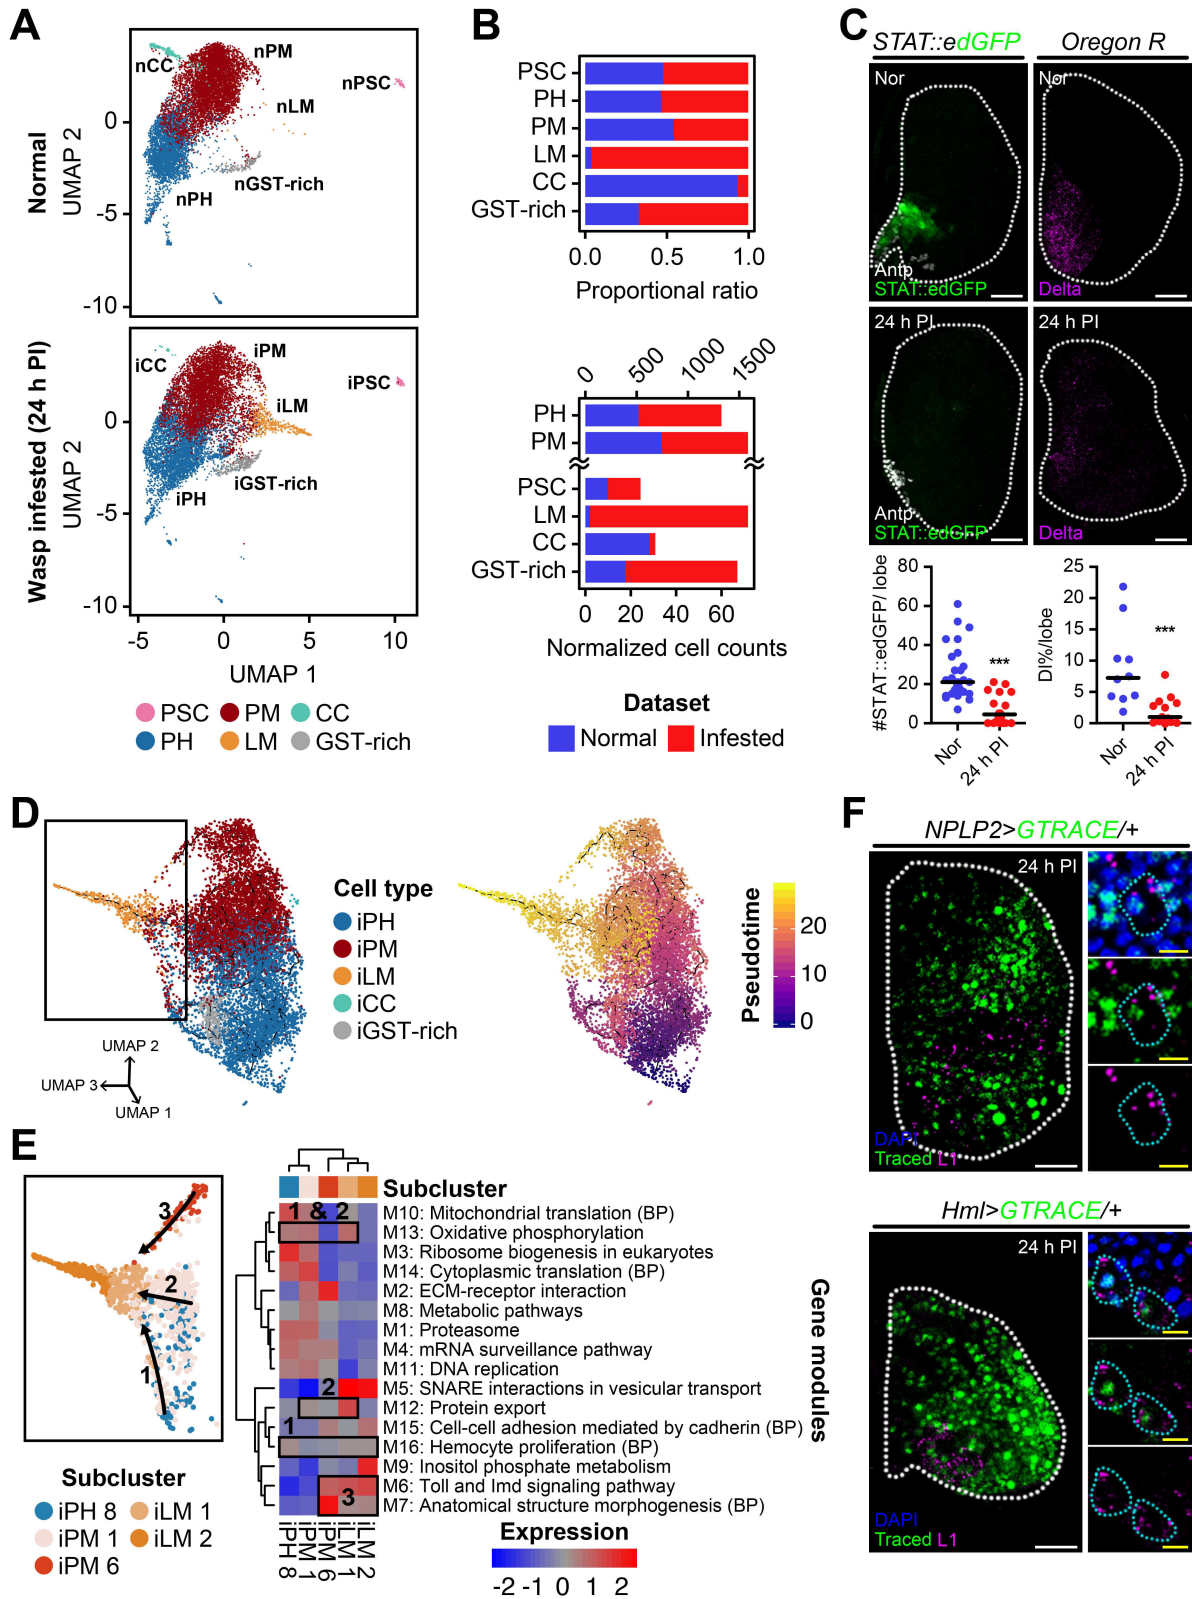 A
Normal
UMAP 2
0
-5
-10
nCC
nPM
nPSC
nLM
nGST-rich
nPH
Wasp infested (24 h PI)
UMAP 2
0
-5
-10
iCC
iPM
iPSC
iLM
iGST-rich
iPH
-5 0 5 10
UMAP 1
PSC PM CC
PH LM GST-rich
B
PSC
PH
PM
LM
CC
GST-rich
0.0 0.5 1.0
Proportional ratio
0 500 1000 1500
PH
PM
PSC
LM
CC
GST-rich
0 20 40 60
Normalized cell counts
Dataset
Normal Infested
C
STAT::edGFP
Oregon R
Nor
Antp
STAT::edGFP
Nor
Delta
24 h PI
Antp
STAT::edGFP
24 h PI
Delta
#STAT::edGFP/ lobe
80
60
40
20
0
***
Nor
24 h PI
DI%/lobe
25
20
15
10
5
0
***
Nor
24 h PI
D
UMAP 2
UMAP 3
UMAP 1
Cell type
iPH
iPM
iLM
iCC
iGST-rich
Pseudotime
20
10
0
E
3
2
1
Subcluster
iPH 8 iLM 1
iPM 1 iLM 2
iPM 6
Subcluster
1 & 2
2
1
3
M10: Mitochondrial translation (BP)
M13: Oxidative phosphorylation
M3: Ribosome biogenesis in eukaryotes
M14: Cytoplasmic translation (BP)
M2: ECM-receptor interaction
M8: Metabolic pathways
M1: Proteasome
M4: mRNA surveillance pathway
M11: DNA replication
M5: SNARE interactions in vesicular transport
M12: Protein export
M15: Cell-cell adhesion mediated by cadherin (BP)
M16: Hemocyte proliferation (BP)
M9: Inositol phosphate metabolism
M6: Toll and Imd signaling pathway
M7: Anatomical structure morphogenesis (BP)
Gene modules
iPH 8
iPM 1
iPM 6
iLM 1
iLM 2
Expression
-2 -1 0 1 2
F
NPLP2>GTRACE/+
24 h PI
DAPI
Traced L1
Hml>GTRACE/+
24 h PI
DAPI
Traced L1